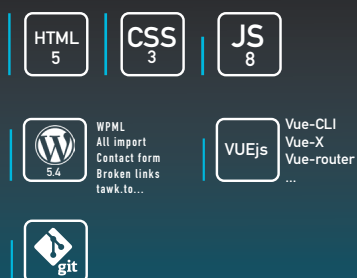 HTML
5
CSS
3
JS
8
5.4
WPML
All import
Contact form
Broken links
tawk.to...
VUEjs
Vue-CLI
Vue-X
Vue-router
...
git